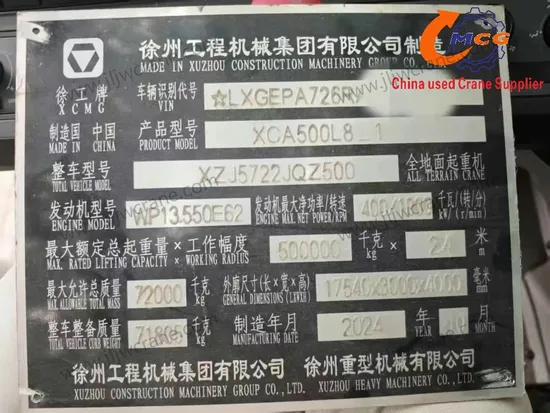 徐州工程机械集团有限公司制造
MADE IN XUZHOU CONSTRUCTION MACHINERY GROUP CO.,
MCG
China used Crane Supplier
徐工牌
XCMG
车辆识别代号
VIN
☆LXGEPA726R
制造国 中国
MADE IN CHINA
产品型号
PRODUCT MODEL
XCA500L8_1
整车型号
TOTAL VEHICLE MODEL
XZJ5722JQZ500
全地面起重机
ALL TERRAIN CRANE
发动机型号
ENGINE MODEL
WP13.550E62
发动机最大净功率/转速
ENGINE MAX. NET POWER/RPM
千瓦/(转/分)
kW/(r/min)
最大额定总起重量×工作幅度
MAX. RATED LIFTING CAPACITY × WORKING RADIUS
500000
千克
kg
×
米
m
最大允许总质量
MAX. ALLOWABLE TOTAL MASS
72000
千克
kg
外廓尺寸(长×宽×高)
GENERAL DIMENSIONS (LXWXH)
17540x3000x4000
毫米
mm
整车整备质量
TOTAL VEHICLE CURB WEIGHT
千克
kg
制造年月
DATE
2024
年
YEAR
月
MONTH
徐州工程机械集团有限公司
XUZHOU CONSTRUCTION MACHINERY GROUP CO., LTD.
徐州重型机械有限公司
XUZHOU HEAVY MACHINERY CO., LTD.
www.jljwcrane.com